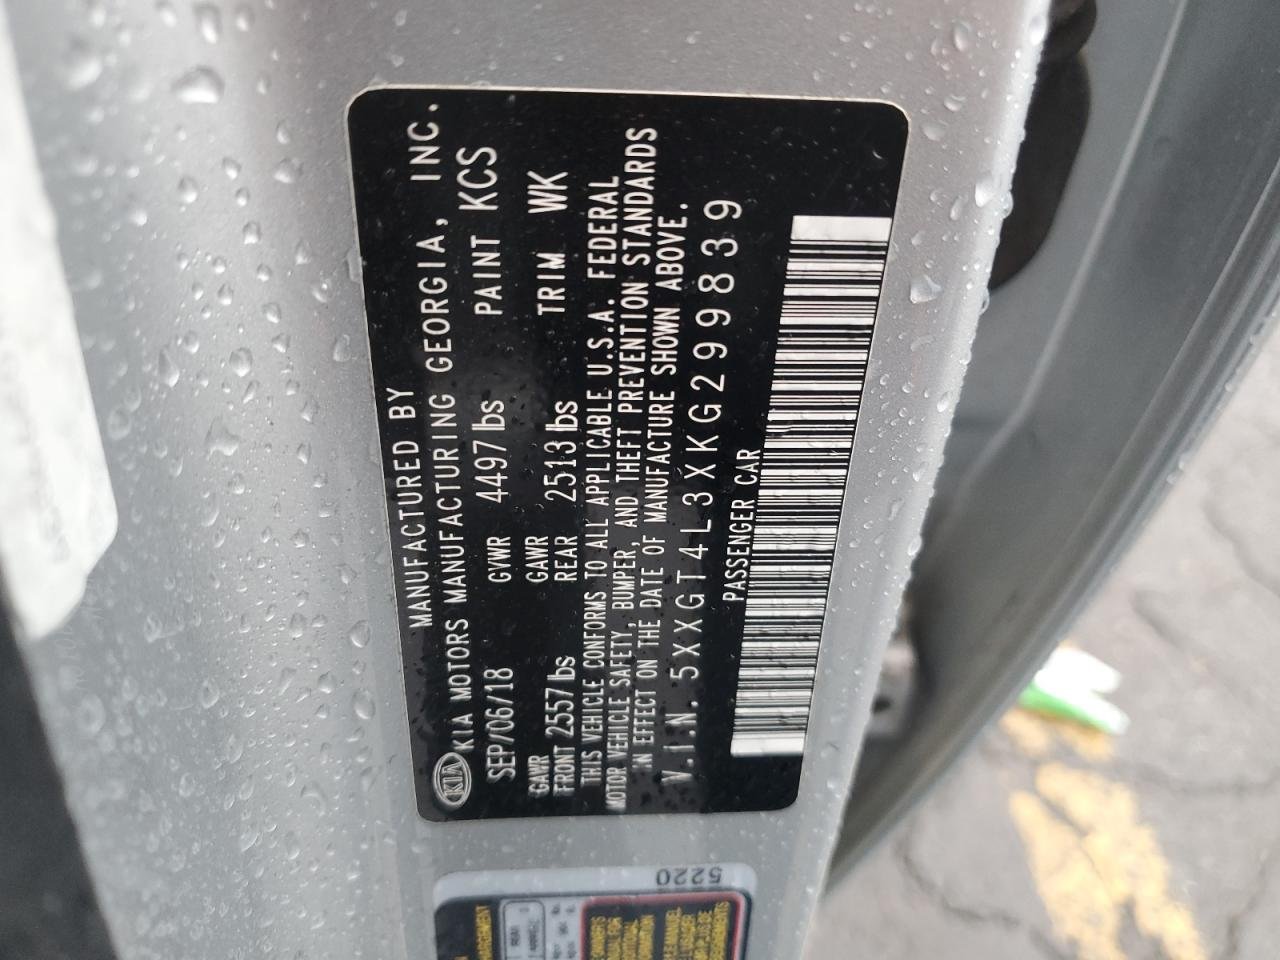 MANUFACTURED BY
KIA KIA MOTORS MANUFACTURING GEORGIA, INC.
SEP/06/18 GVWR 4497 lbs PAINT KCS
GAWR GAWR
FRONT 2557 lbs REAR 2513 lbs TRIM WK
THIS VEHICLE CONFORMS TO ALL APPLICABLE U.S.A. FEDERAL
MOTOR VEHICLE SAFETY, BUMPER, AND THEFT PREVENTION STANDARDS
IN EFFECT ON THE DATE OF MANUFACTURE SHOWN ABOVE.
V.I.N. 5XXGT4L3XKG299839
PASSENGER CAR
5220